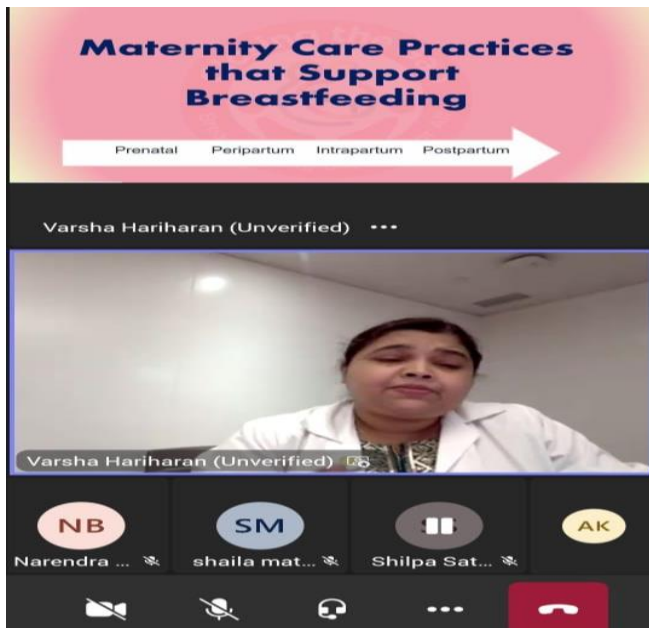 Maternity Care Practices
that Support
Breastfeeding
Prenatal Peripartum Intrapartum Postpartum
Varsha Hariharan (Unverified) •••
Varsha Hariharan (Unverified)
NB SM AK
Narendra ... shaila mat... Shilpa Sat...